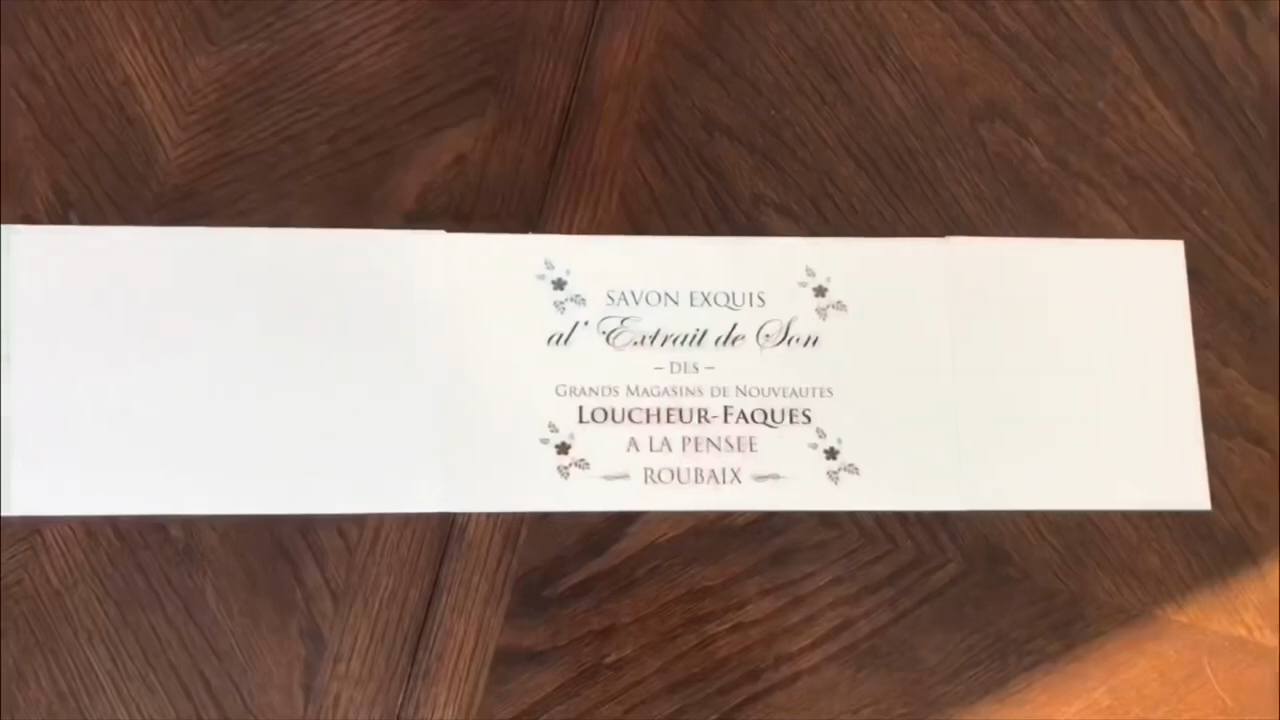 SAVON EXQUIS
al' Extrait de Son
– DES –
GRANDS MAGASINS DE NOUVEAUTES
LOUCHEUR-FAQUES
A LA PENSEE
ROUBAIX